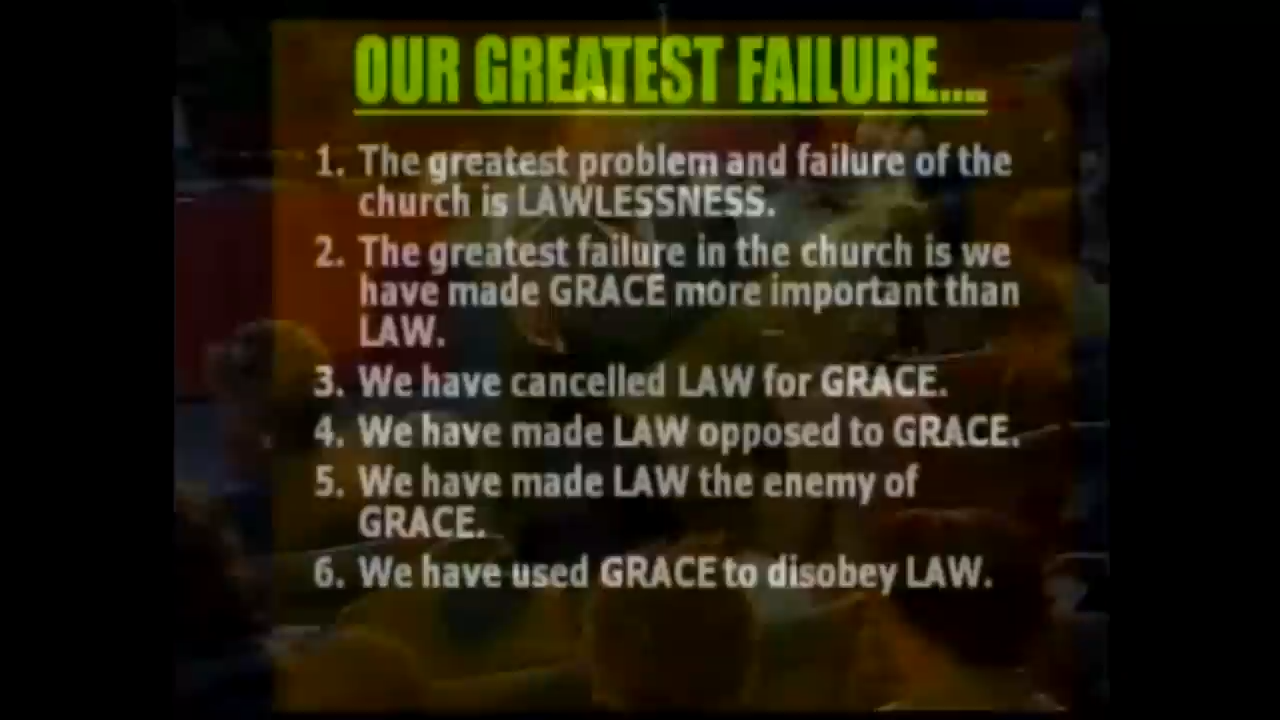 OUR GREATEST FAILURE....
1. The greatest problem and failure of the
church is LAWLESSNESS.
2. The greatest failure in the church is we
have made GRACE more important than
LAW.
3. We have cancelled LAW for GRACE.
4. We have made LAW opposed to GRACE.
5. We have made LAW the enemy of
GRACE.
6. We have used GRACE to disobey LAW.